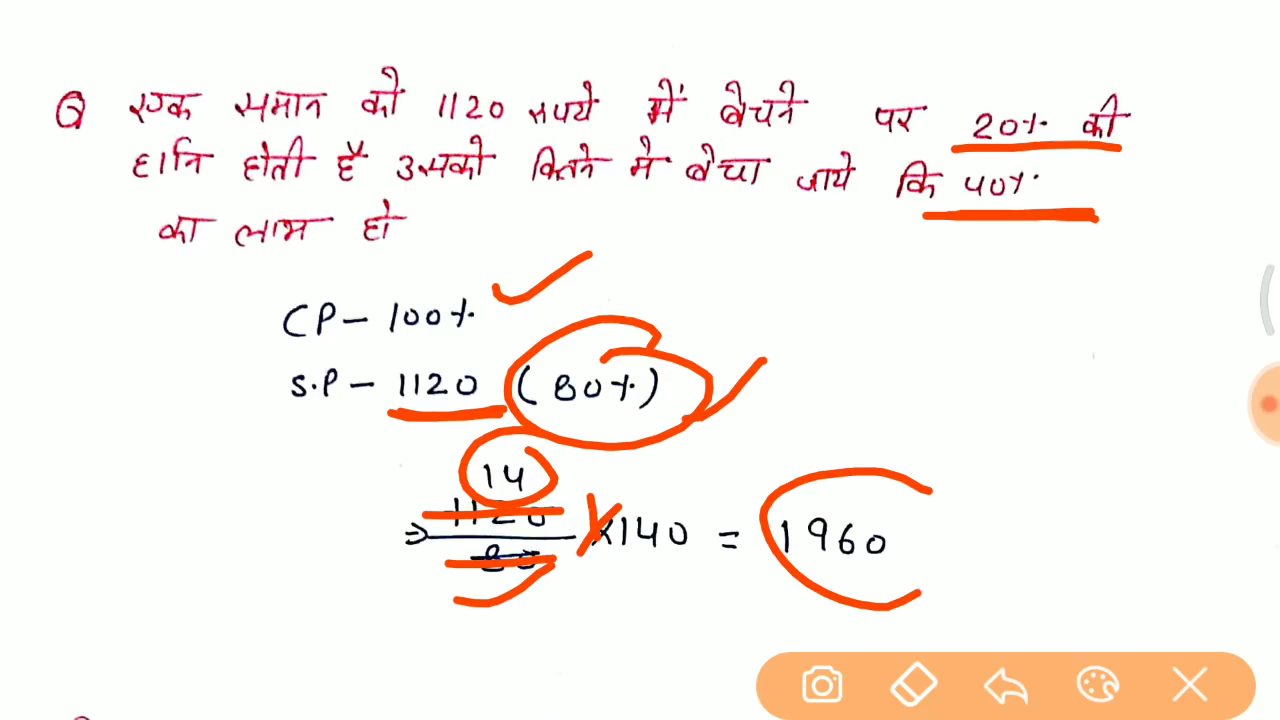 Q एक समान को 1120 रुपये में बेचने पर 20% की
हानि होती है उसको कितने मे बेचा जाये कि 40%
का लाभ हो
CP - 100%
S.P - 1120 (80%)
14
⇒ 1120/80 × 140 = 1960